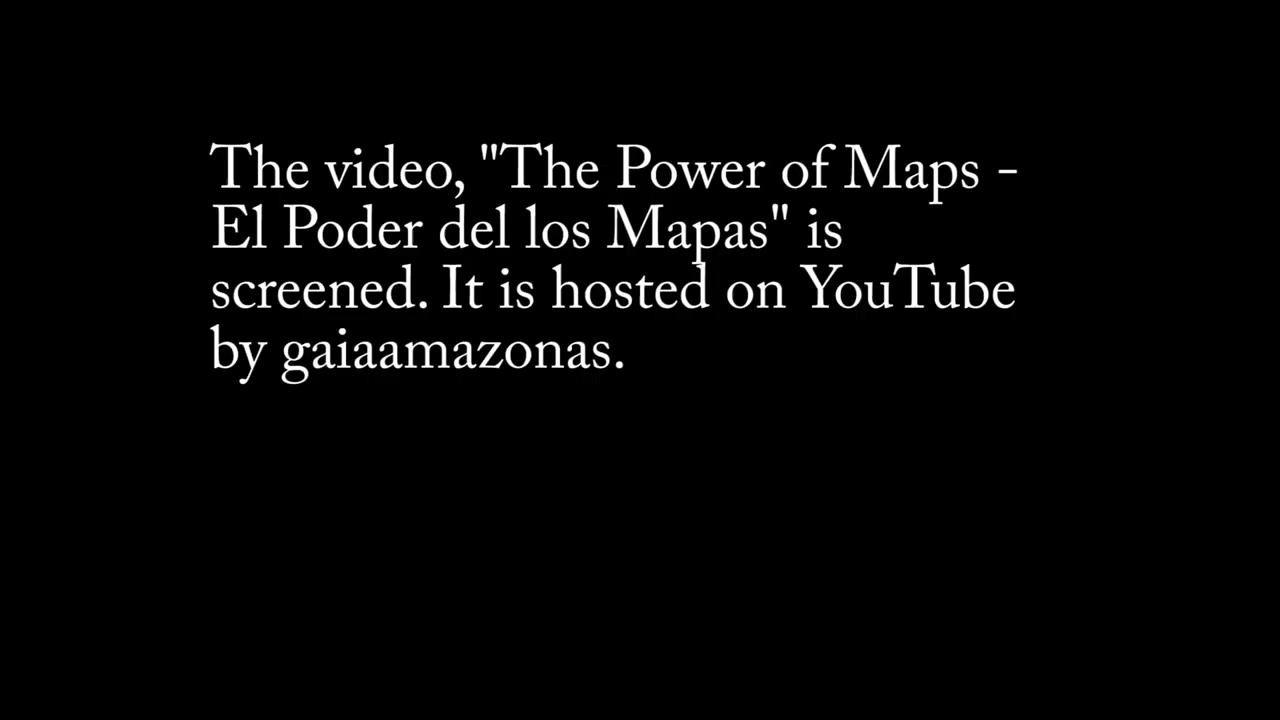 The video, "The Power of Maps -
El Poder del los Mapas" is
screened. It is hosted on YouTube
by gaiaamazonas.